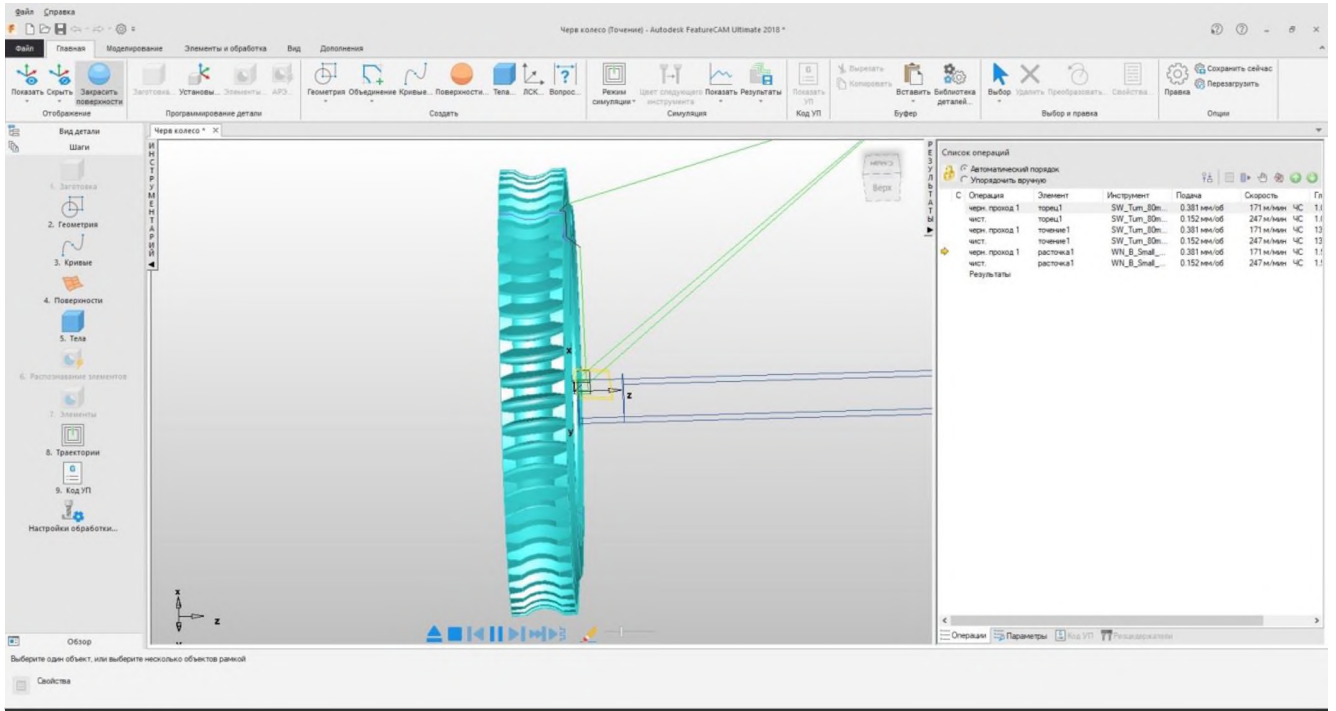 Файл Справка
Черв колесо (Точение) - Autodesk FeatureCAM Ultimate 2018 *
Файл Главная Моделирование Элементы и обработка Вид Дополнения
Показать Скрыть Закрасить поверхности
Отображение
Заготовка... Установы... Элементы... АРЭ...
Программирование детали
Геометрия Объединение Кривые... Поверхности... Тела... ЛСК... Вопрос...
Создать
Режим симуляции Цвет следующего инструмента Показать Результаты
Симуляция
Показать УП
Код УП
Вырезать
Копировать
Вставить Библиотека деталей...
Буфер
Выбор Удалить Преобразовать... Свойства...
Выбор и правка
Правка
Сохранить сейчас
Перезагрузить
Опции
Вид детали
Шаги
1. Заготовка
2. Геометрия
3. Кривые
4. Поверхности
5. Тела
6. Распознавание элементов
7. Элементы
8. Траектории
9. Код УП
Настройки обработки...
Обзор
Черв колесо *
ИНСТРУМЕНТАРИЙ
Верх
x
z
y
x
z
РЕЗУЛЬТАТЫ
Список операций
Автоматический порядок
Упорядочить вручную
С Операция Элемент Инструмент Подача Скорость
черн. проход 1 торец1 SW_Turn_80m... 0.381 мм/об 171 м/мин ЧС
чист. торец1 SW_Turn_80m... 0.152 мм/об 247 м/мин ЧС
черн. проход 1 точение1 SW_Turn_80m... 0.381 мм/об 171 м/мин ЧС 13
чист. точение1 SW_Turn_80m... 0.152 мм/об 247 м/мин ЧС 13
черн. проход 1 расточка1 WN_B_Small_... 0.381 мм/об 171 м/мин ЧС
чист. расточка1 WN_B_Small_... 0.152 мм/об 247 м/мин ЧС
Результаты
Операции Параметры Код УП Резцедержатели
Выберите один объект, или выберите несколько объектов рамкой
Свойства